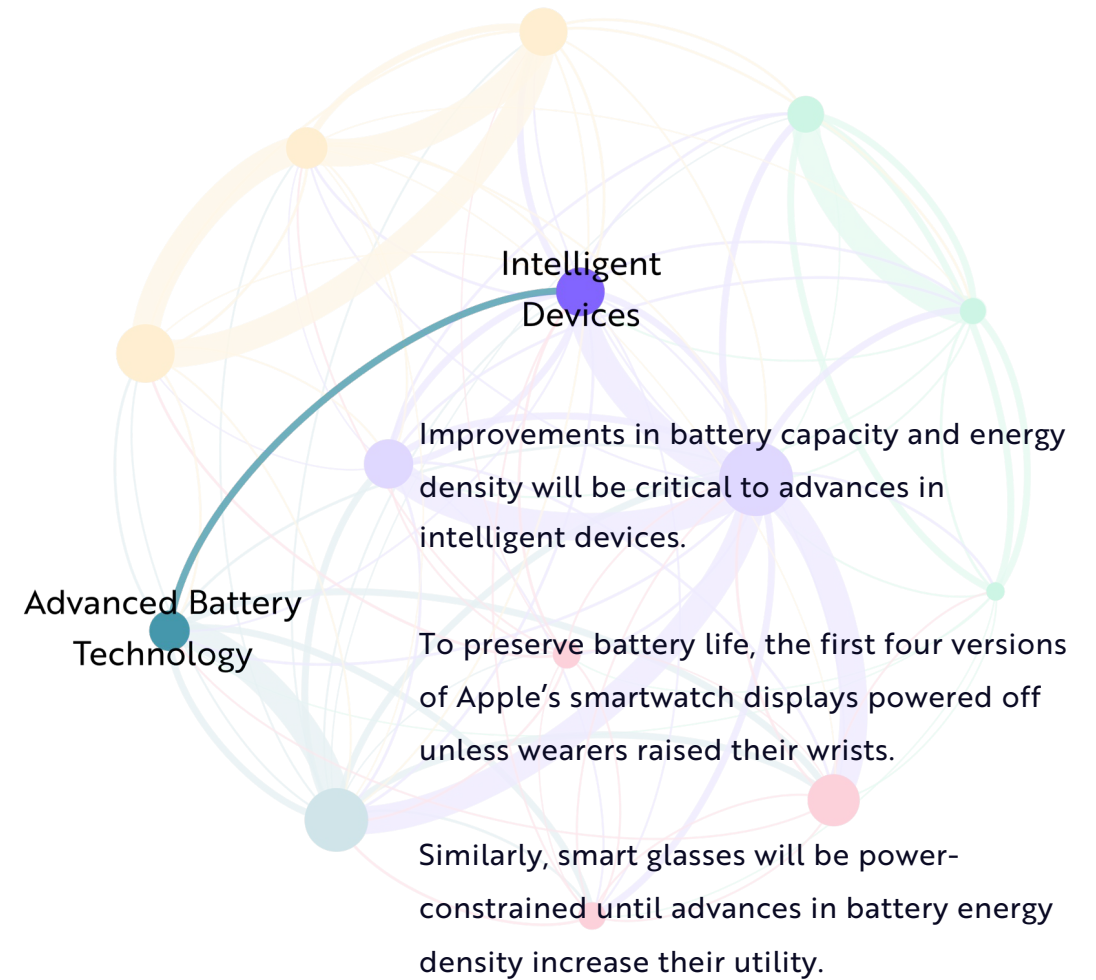 Intelligent
Devices
Improvements in battery capacity and energy
density will be critical to advances in
intelligent devices.
Advanced Battery
Technology
To preserve battery life, the first four versions
of Apple’s smartwatch displays powered off
unless wearers raised their wrists.
Similarly, smart glasses will be power-
constrained until advances in battery energy
density increase their utility.